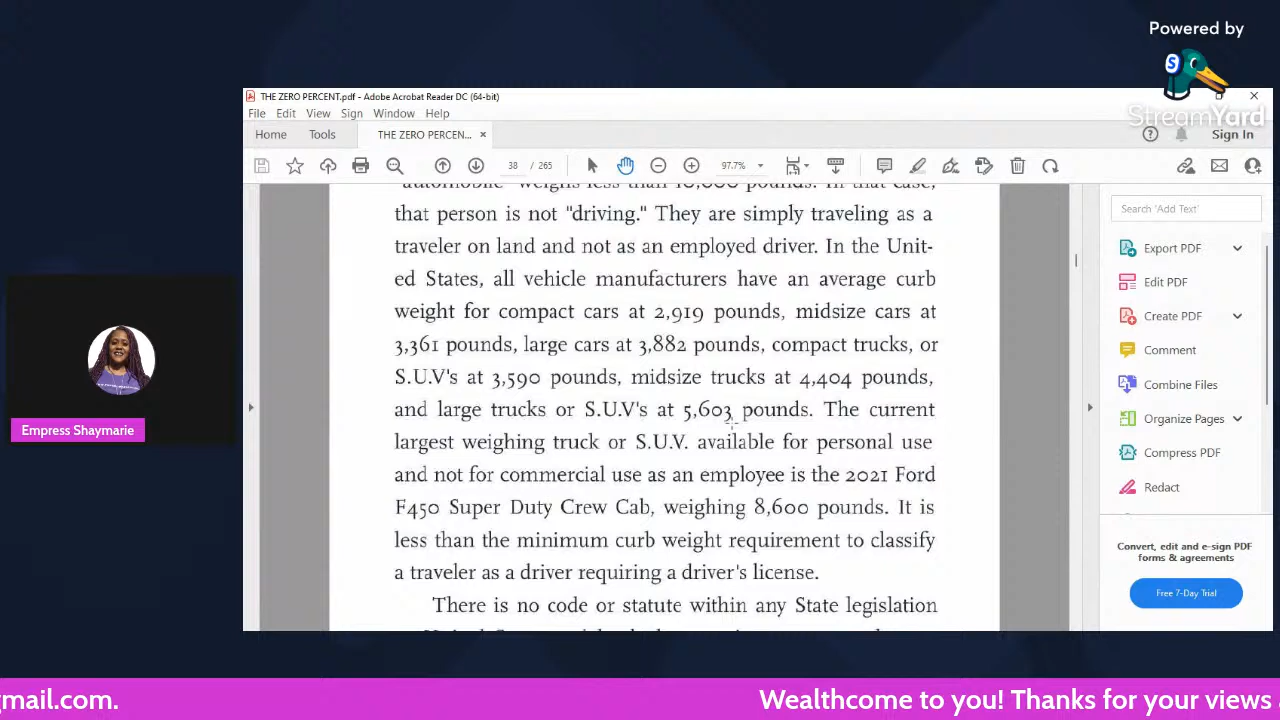 Powered by
StreamYard
THE ZERO PERCENT.pdf - Adobe Acrobat Reader DC (64-bit)
File Edit View Sign Window Help
Home Tools THE ZERO PERCEN... ×
Sign In
38 / 265
97.7%
"automobile" weighs less than 10,000 pounds. In that case,
that person is not "driving." They are simply traveling as a
traveler on land and not as an employed driver. In the Unit-
ed States, all vehicle manufacturers have an average curb
weight for compact cars at 2,919 pounds, midsize cars at
3,361 pounds, large cars at 3,882 pounds, compact trucks, or
S.U.V's at 3,590 pounds, midsize trucks at 4,404 pounds,
and large trucks or S.U.V's at 5,603 pounds. The current
largest weighing truck or S.U.V. available for personal use
and not for commercial use as an employee is the 2021 Ford
F450 Super Duty Crew Cab, weighing 8,600 pounds. It is
less than the minimum curb weight requirement to classify
a traveler as a driver requiring a driver's license.
There is no code or statute within any State legislation
Search 'Add Text'
Export PDF
Edit PDF
Create PDF
Comment
Combine Files
Organize Pages
Compress PDF
Redact
Convert, edit and e-sign PDF
forms & agreements
Free 7-Day Trial
Empress Shaymarie
gmail.com.
Wealthcome to you! Thanks for your views